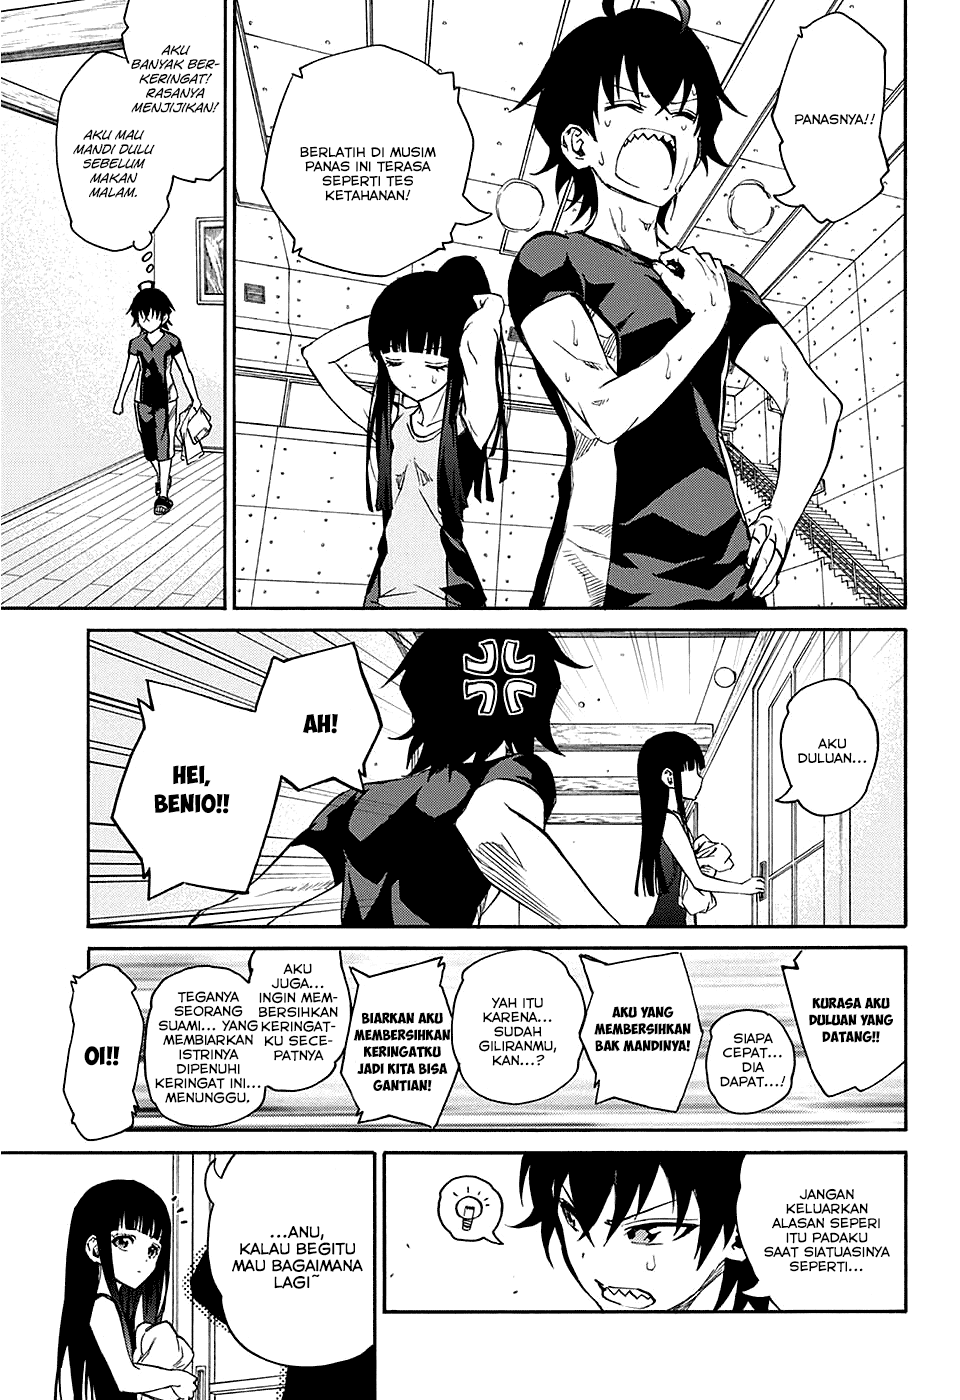 PANASNYA!!
BERLATIH DI MUSIM
PANAS INI TERASA
SEPERTI TES
KETAHANAN!
AKU
BANYAK BER-
KERINGAT!
RASANYA
MENJIJIKAN!
AKU MAU
MANDI DULU
SEBELUM
MAKAN
MALAM.
AKU
DULUAN...
AH!
HEI,
BENIO!!
KURASA AKU
DULUAN YANG
DATANG!!
SIAPA
CEPAT...
DIA
DAPAT...!
AKU YANG
MEMBERSIHKAN
BAK MANDINYA!
YAH ITU
KARENA...
SUDAH
GILIRANMU,
KAN...?
BIARKAN AKU
MEMBERSIHKAN
KERINGATKU
JADI KITA BISA
GANTIAN!
AKU
JUGA...
INGIN MEM-
BERSIHKAN
KERINGAT-
KU SECE-
PATNYA
TEGANYA
SEORANG
SUAMI... YANG
MEMBIARKAN
ISTRINYA
DIPENUHI
KERINGAT INI...
MENUNGGU.
OI!!
JANGAN
KELUARKAN
ALASAN SEPERI
ITU PADAKU
SAAT SIATUASINYA
SEPERTI...
...ANU,
KALAU BEGITU
MAU BAGAIMANA
LAGI~